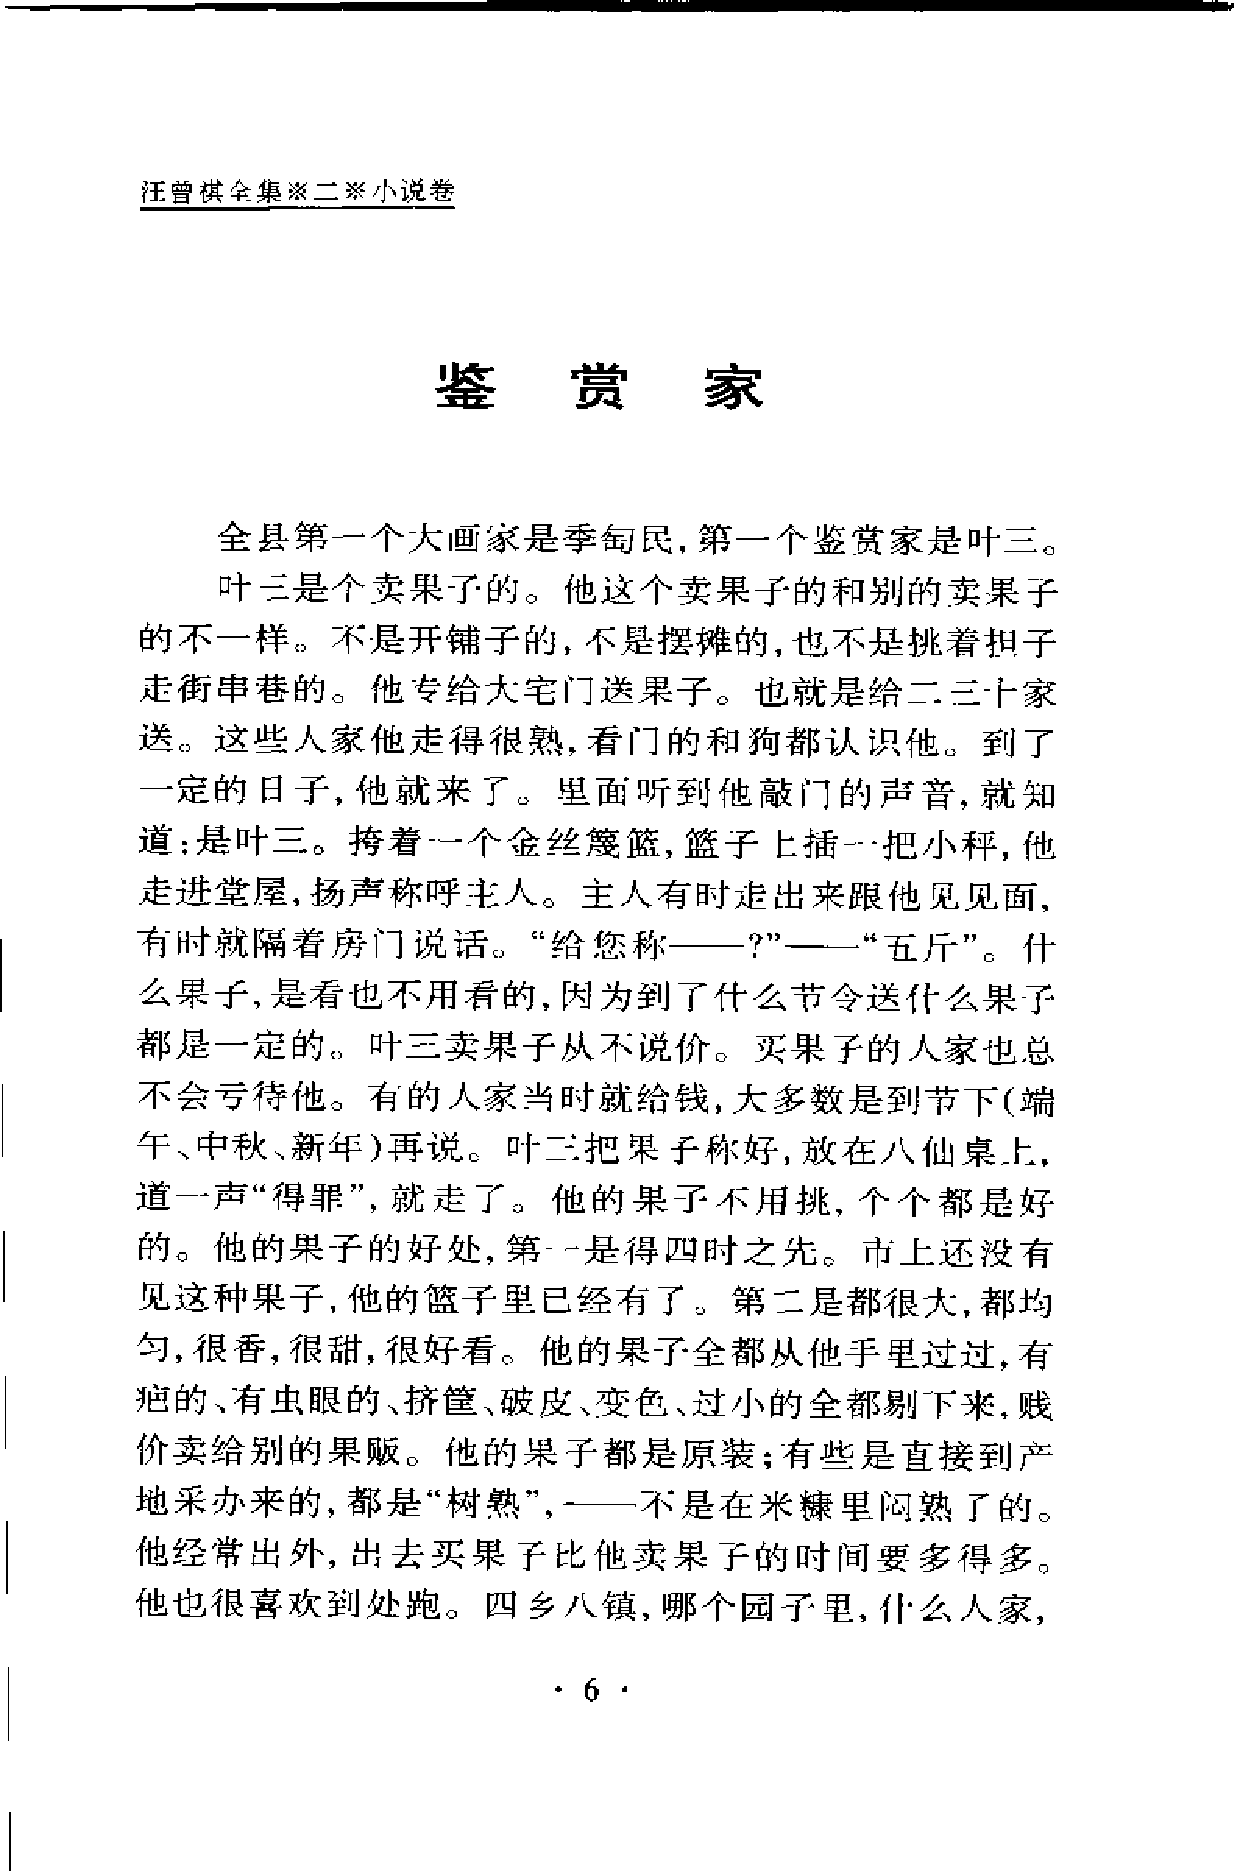 汪曾祺全集※二※小说卷
鉴赏家
全县第一个大画家是季匋民，第一个鉴赏家是叶三。
叶三是个卖果子的。他这个卖果子的和别的卖果子
的不一样。不是开铺子的，不是摆摊的，也不是挑着担子
走街串巷的。他专给大宅门送果子。也就是给二三十家
送。这些人家他走得很熟，看门的和狗都认识他。到了
一定的日子，他就来了。里面听到他敲门的声音，就知
道：是叶三。挎着一个金丝篾篮，篮子上插一把小秤，他
走进堂屋，扬声称呼主人。主人有时走出来跟他见见面，
有时就隔着房门说话。“给您称——？”——“五斤”。什
么果子，是看也不用看的，因为到了什么节令送什么果子
都是一定的。叶三卖果子从不说价。买果子的人家也总
不会亏待他。有的人家当时就给钱，大多数是到节下（端
午、中秋、新年）再说。叶三把果子称好，放在八仙桌上，
道一声“得罪”，就走了。他的果子不用挑，个个都是好
的。他的果子的好处，第一是得四时之先。市上还没有
见这种果子，他的篮子里已经有了。第二是都很大，都均
匀，很香，很甜，很好看。他的果子全都从他手里过过，有
疤的、有虫眼的、挤筐、破皮、变色、过小的全都剔下来，贱
价卖给别的果贩。他的果子都是原装；有些是直接到产
地采办来的，都是“树熟”，——不是在米糠里闷熟了的。
他经常出外，出去买果子比他卖果子的时间要多得多。
他也很喜欢到处跑。四乡八镇，哪个园子里，什么人家，
·6·